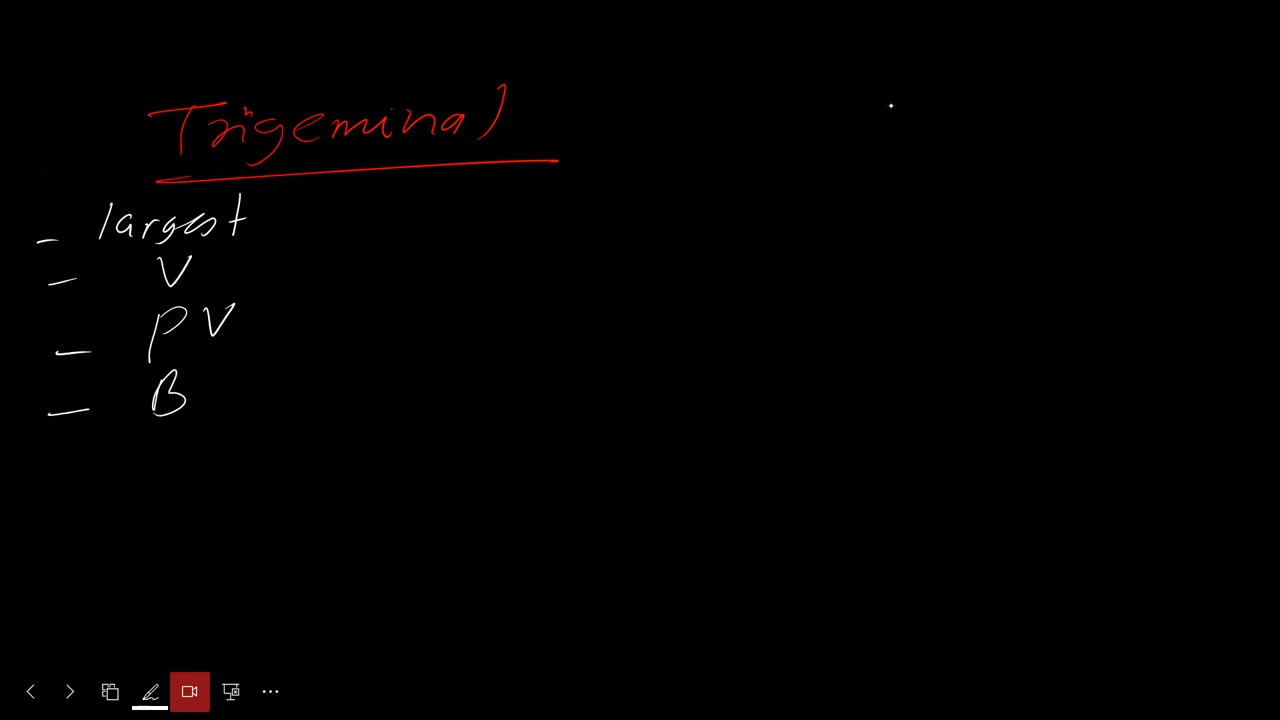 Trigeminal
- largest
- V
- PV
- B